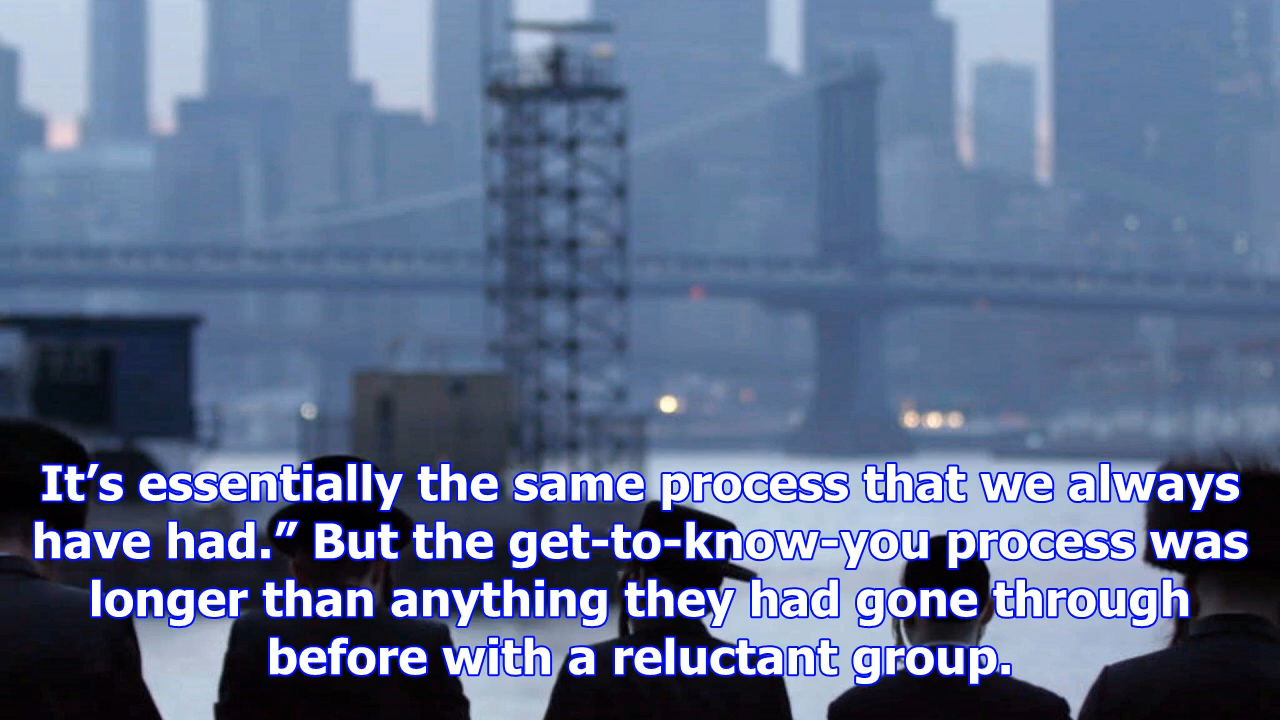 It’s essentially the same process that we always
have had.” But the get-to-know-you process was
longer than anything they had gone through
before with a reluctant group.